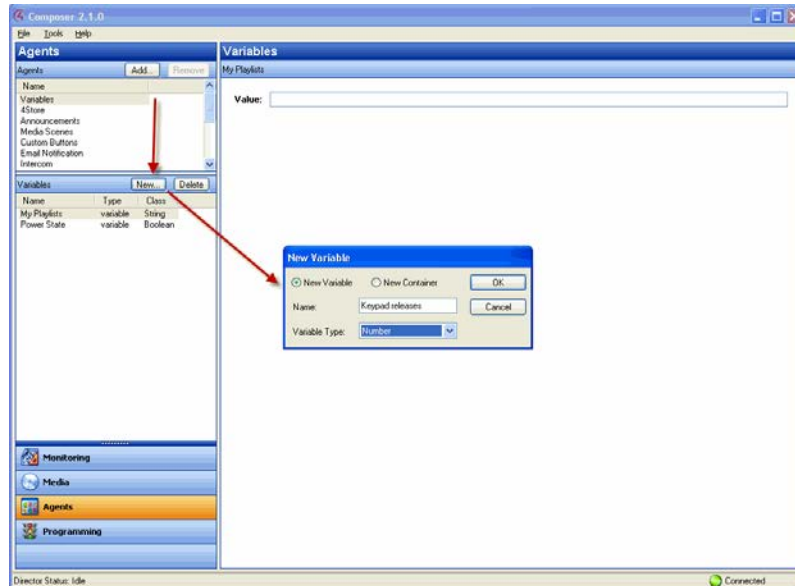 Composer 2.1.0
File Tools Help
Agents
Agents Add... Remove
Name
Variables
4Store
Announcements
Media Scenes
Custom Buttons
Email Notification
Intercom
Variables New... Delete
Name Type Class
My Playlists variable String
Power State variable Boolean
Monitoring
Media
Agents
Programming
Director Status: Idle
Variables
My Playlists
Value:
New Variable
New Variable New Container OK
Name: Keypad releases Cancel
Variable Type: Number
Connected